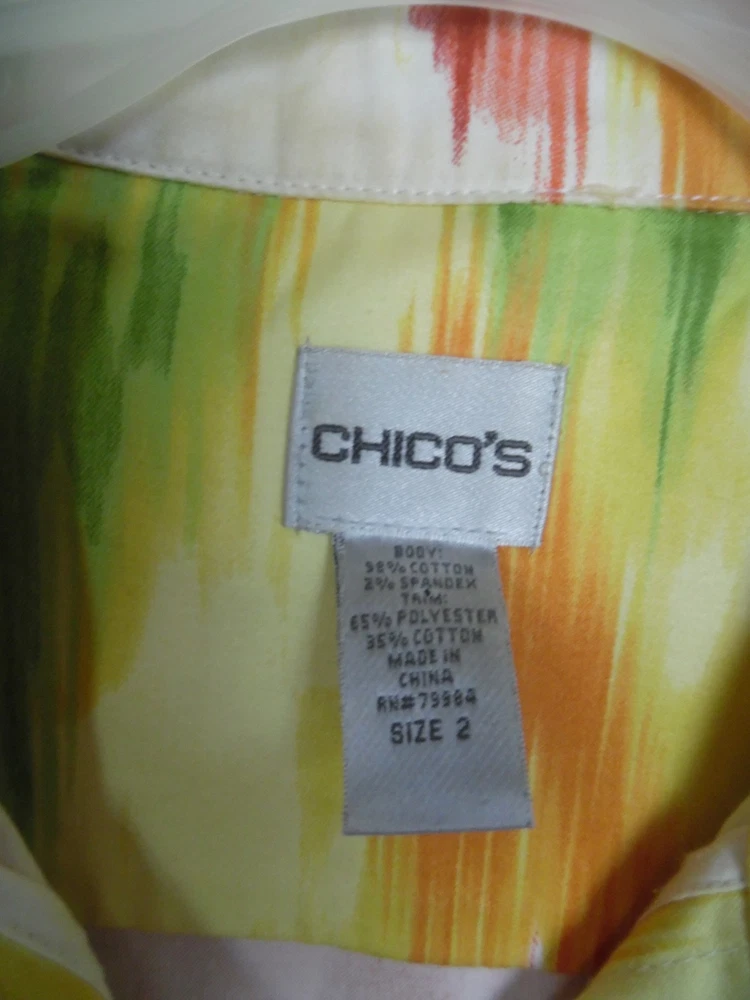 CHICO'S
BODY:
98% COTTON
2% SPANDEX
TRIM:
65% POLYESTER
35% COTTON
MADE IN
CHINA
RN# 79984
SIZE 2